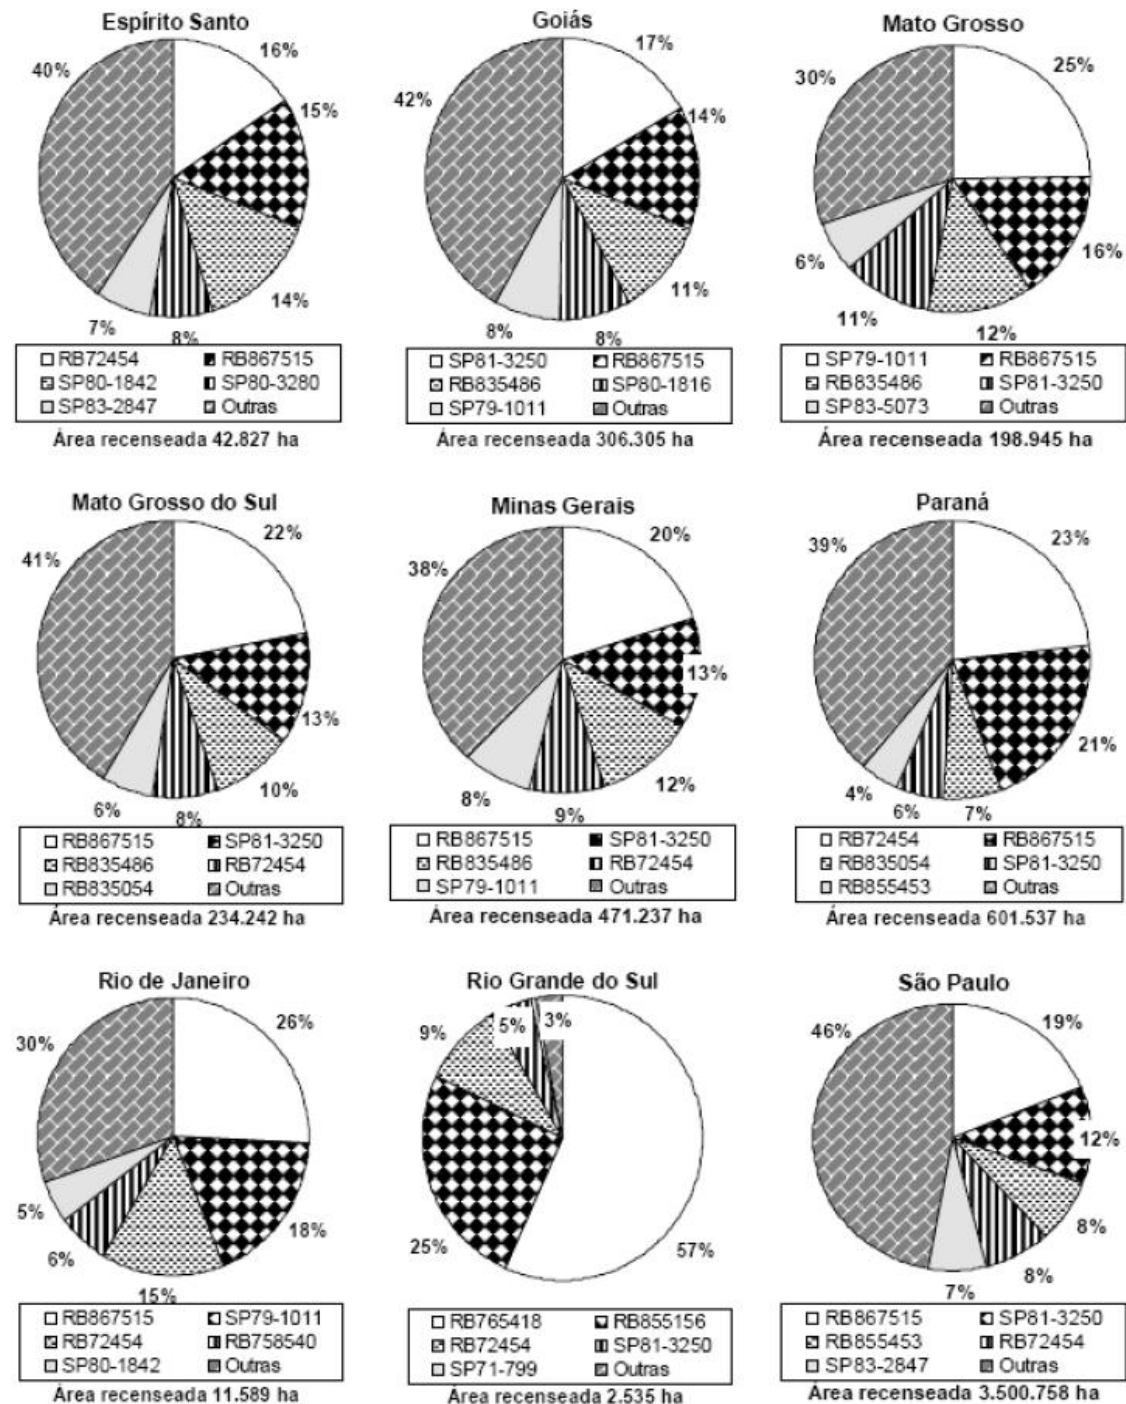 Espírito Santo
40%
16%
15%
14%
8%
7%
RB72454 RB867515
SP80-1842 SP80-3280
SP83-2847 Outras
Área recenseada 42.827 ha
Goiás
42%
17%
14%
11%
8%
8%
SP81-3250 RB867515
RB835486 SP80-1816
SP79-1011 Outras
Área recenseada 306.305 ha
Mato Grosso
30%
25%
16%
12%
11%
6%
SP79-1011 RB867515
RB835486 SP81-3250
SP83-5073 Outras
Área recenseada 198.945 ha
Mato Grosso do Sul
41%
22%
13%
10%
8%
6%
RB867515 SP81-3250
RB835486 RB72454
RB835054 Outras
Área recenseada 234.242 ha
Minas Gerais
38%
20%
13%
12%
9%
8%
RB867515 SP81-3250
RB835486 RB72454
SP79-1011 Outras
Área recenseada 471.237 ha
Paraná
39%
23%
21%
7%
6%
4%
RB72454 RB867515
RB835054 SP81-3250
RB855453 Outras
Área recenseada 601.537 ha
Rio de Janeiro
30%
26%
18%
15%
6%
5%
RB867515 SP79-1011
RB72454 RB758540
SP80-1842 Outras
Área recenseada 11.589 ha
Rio Grande do Sul
9%
5%
3%
25%
57%
RB765418 RB855156
RB72454 SP81-3250
SP71-799 Outras
Área recenseada 2.535 ha
São Paulo
46%
19%
12%
8%
8%
7%
RB867515 SP81-3250
RB855453 RB72454
SP83-2847 Outras
Área recenseada 3.500.758 ha